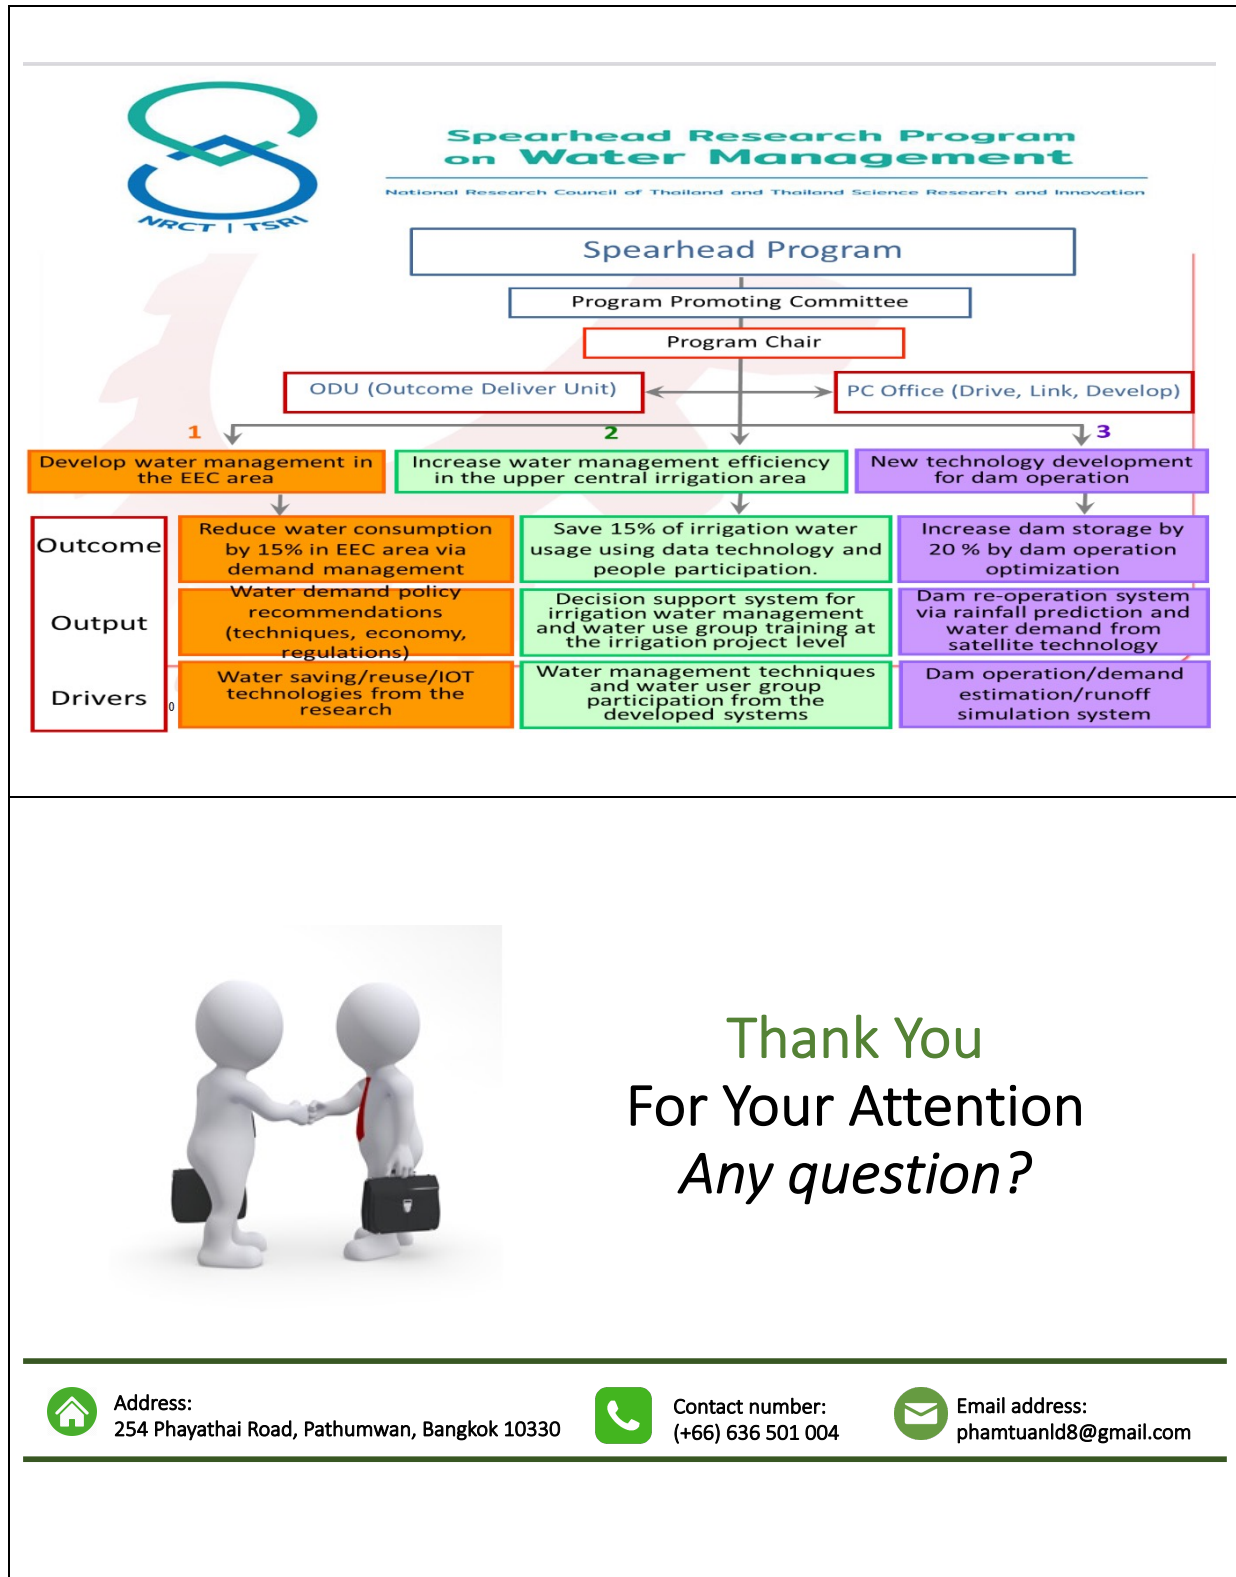 Spearhead Research Program
on Water Management
National Research Council of Thailand and Thailand Science Research and Innovation
NRCT | TSRI
Spearhead Program
Program Promoting Committee
Program Chair
ODU (Outcome Deliver Unit)
PC Office (Drive, Link, Develop)
1
2
3
Develop water management in
the EEC area
Increase water management efficiency
in the upper central irrigation area
New technology development
for dam operation
Outcome
Reduce water consumption
by 15% in EEC area via
demand management
Save 15% of irrigation water
usage using data technology and
people participation.
Increase dam storage by
20 % by dam operation
optimization
Output
Water demand policy
recommendations
(techniques, economy,
regulations)
Decision support system for
irrigation water management
and water use group training at
the irrigation project level
Dam re-operation system
via rainfall prediction and
water demand from
satellite technology
Drivers
0
Water saving/reuse/IOT
technologies from the
research
Water management techniques
and water user group
participation from the
developed systems
Dam operation/demand
estimation/runoff
simulation system
Thank You
For Your Attention
Any question?
Address:
254 Phayathai Road, Pathumwan, Bangkok 10330
Contact number:
(+66) 636 501 004
Email address:
phamtuanld8@gmail.com